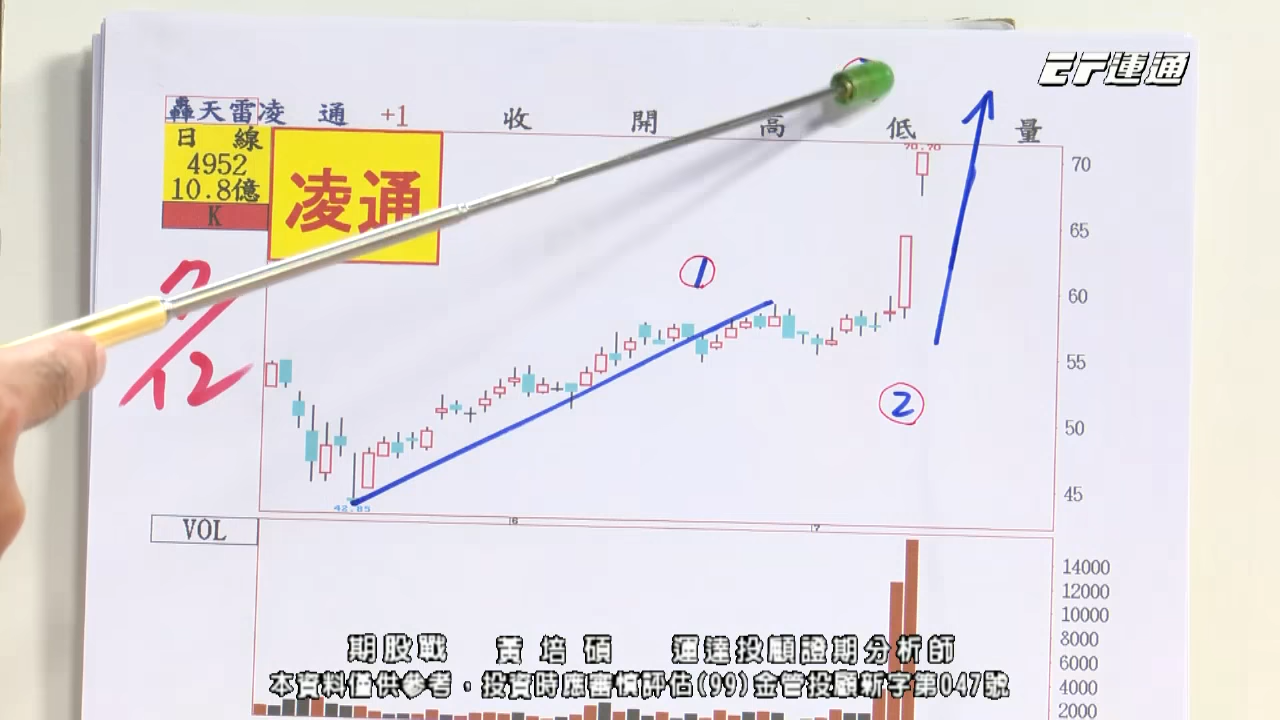 EF運通
轟天雷凌 通 +1 收 開 高 低 量
日 線
4952
10.8億
K
凌通
70.70
70
65
60
55
50
45
1
2
7/12
42.85
6
7
VOL
14000
12000
10000
8000
6000
4000
2000
期股戰 黃培碩 運達投顧證期分析師
本資料僅供參考，投資時應審慎評估(99)金管投顧新字第047號